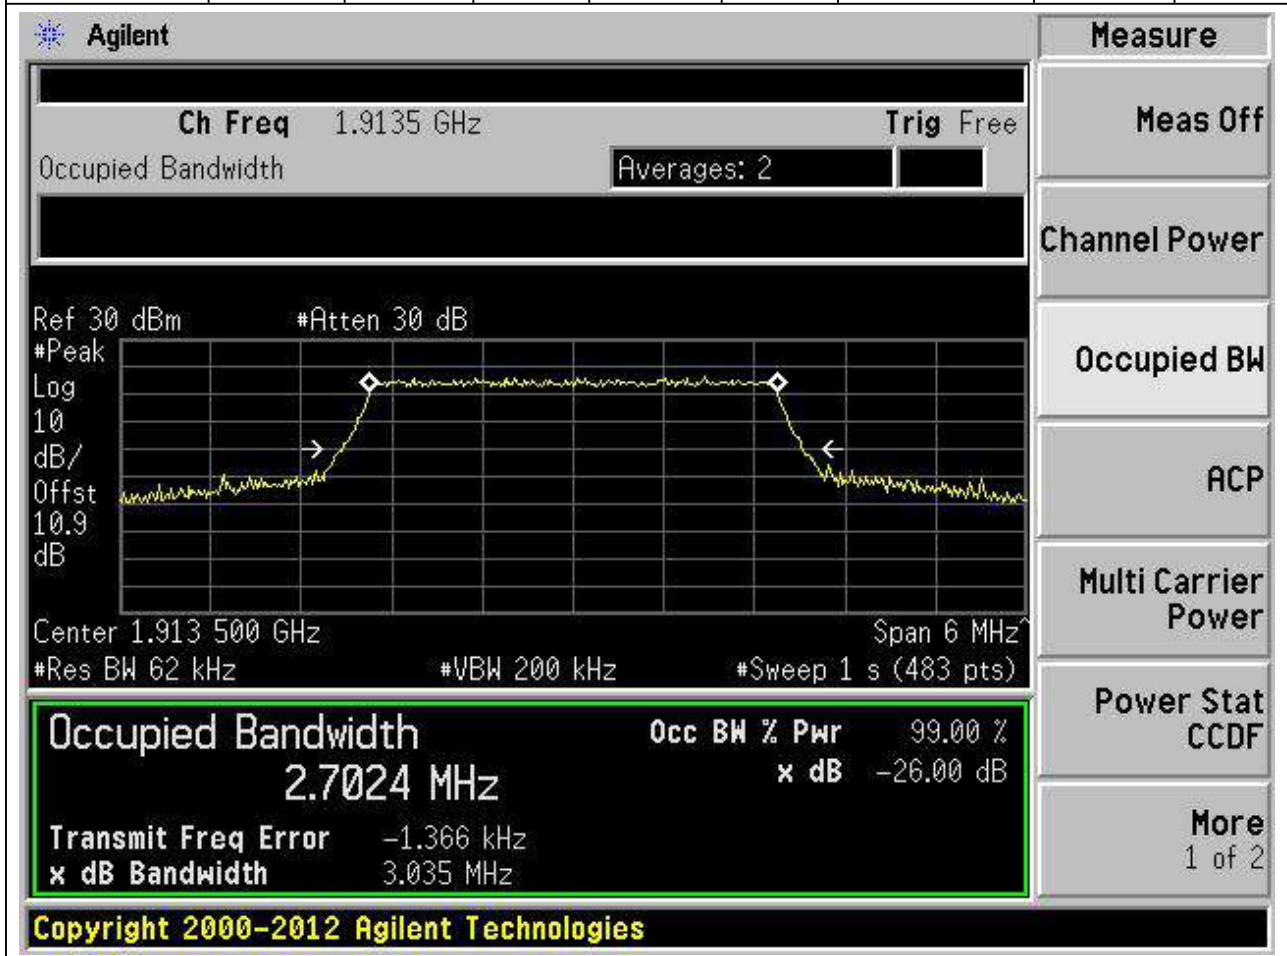 Agilent
Measure
Ch Freq 1.9135 GHz Trig Free
Occupied Bandwidth Averages: 2
Meas Off
Channel Power
Occupied BW
ACP
Multi Carrier
Power
Power Stat
CCDF
More
1 of 2
Ref 30 dBm #Atten 30 dB
#Peak
Log
10
dB/
Offst
10.9
dB
Center 1.913 500 GHz Span 6 MHz^
#Res BW 62 kHz #VBW 200 kHz #Sweep 1 s (483 pts)
Occupied Bandwidth Occ BW % Pwr 99.00 %
2.7024 MHz x dB -26.00 dB
Transmit Freq Error -1.366 kHz
x dB Bandwidth 3.035 MHz
Copyright 2000-2012 Agilent Technologies